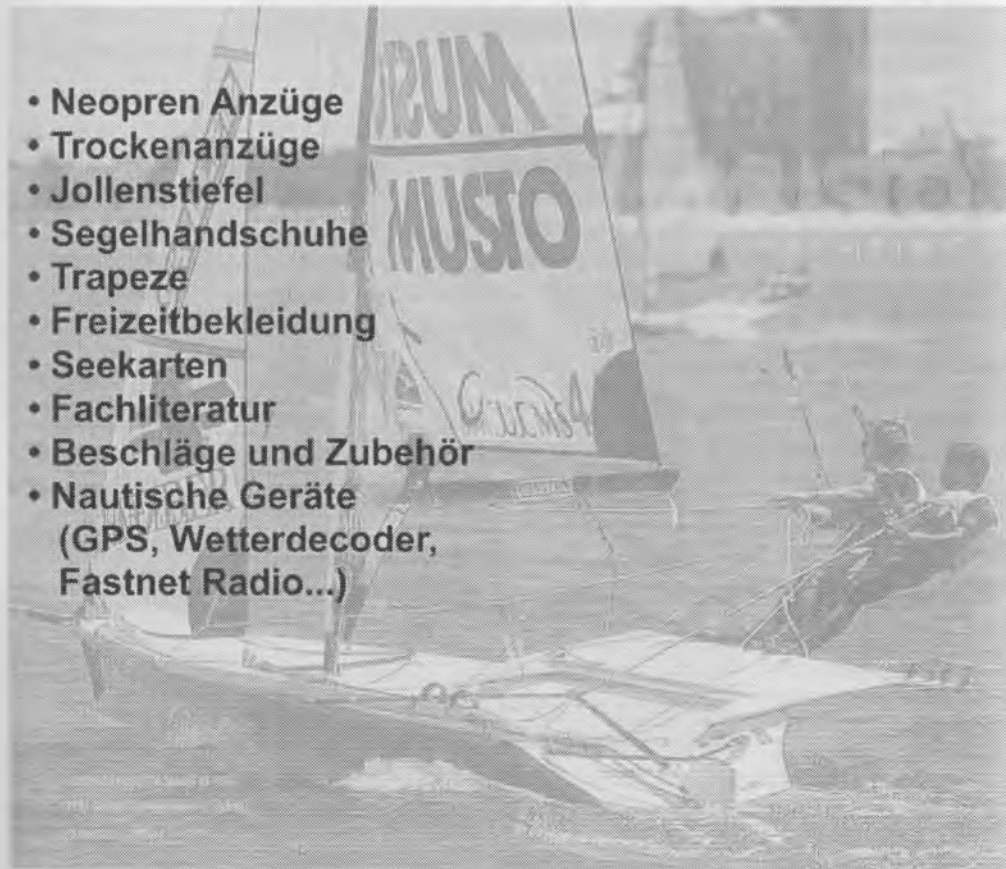 • Neopren Anzüge
• Trockenanzüge
• Jollenstiefel
• Segelhandschuhe
• Trapeze
• Freizeitbekleidung
• Seekarten
• Fachliteratur
• Beschläge und Zubehör
• Nautische Geräte
(GPS, Wetterdecoder,
Fastnet Radio...)
MUSTO